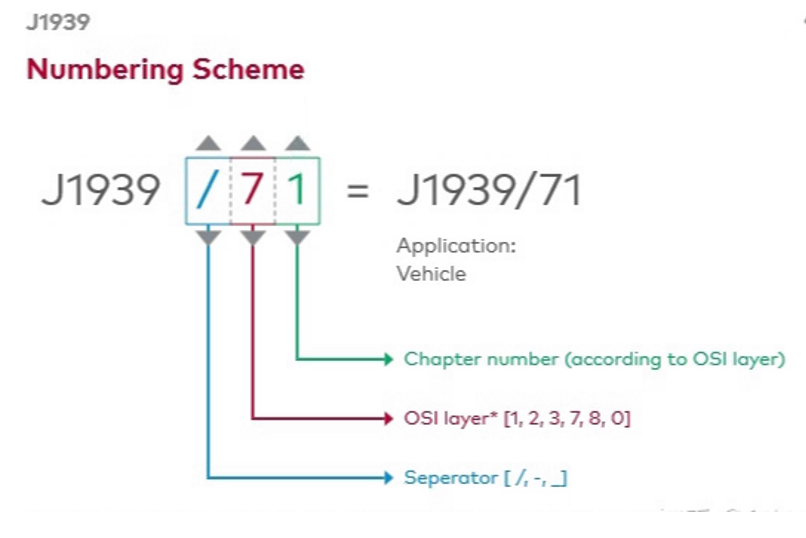 J1939
Numbering Scheme
J1939 / 7 1 = J1939/71
Application:
Vehicle
Chapter number (according to OSI layer)
OSI layer* [1, 2, 3, 7, 8, 0]
Seperator [ /, -, _]